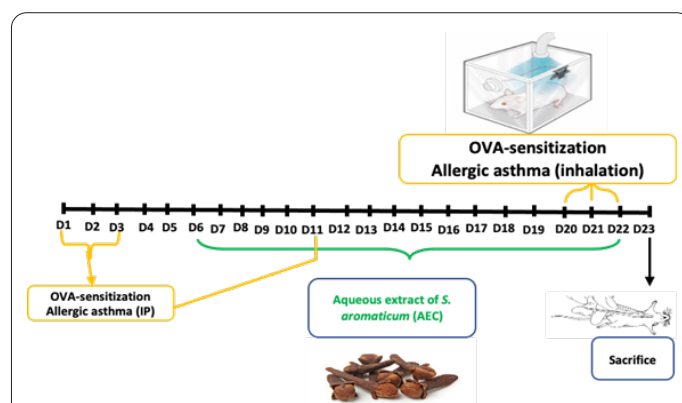 OVA-sensitization
Allergic asthma (inhalation)
D1 D2 D3 D4 D5 D6 D7 D8 D9 D10 D11 D12 D13 D14 D15 D16 D17 D18 D19 D20 D21 D22 D23
OVA-sensitization
Allergic asthma (IP)
Aqueous extract of S.
aromaticum (AEC)
Sacrifice